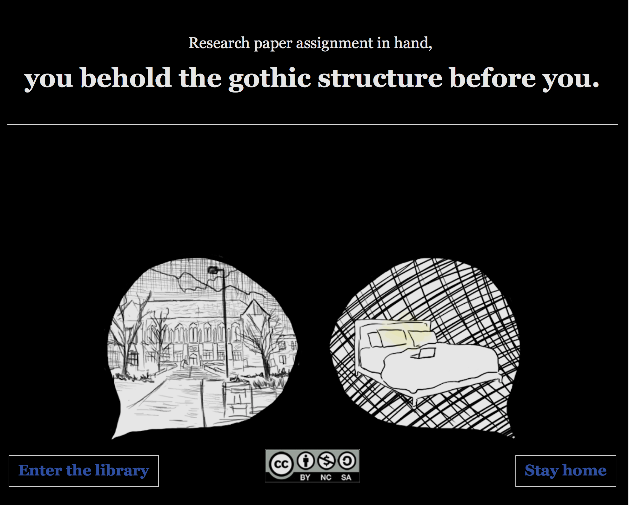 Research paper assignment in hand,
you behold the gothic structure before you.
Enter the library
cc
BY NC SA
Stay home